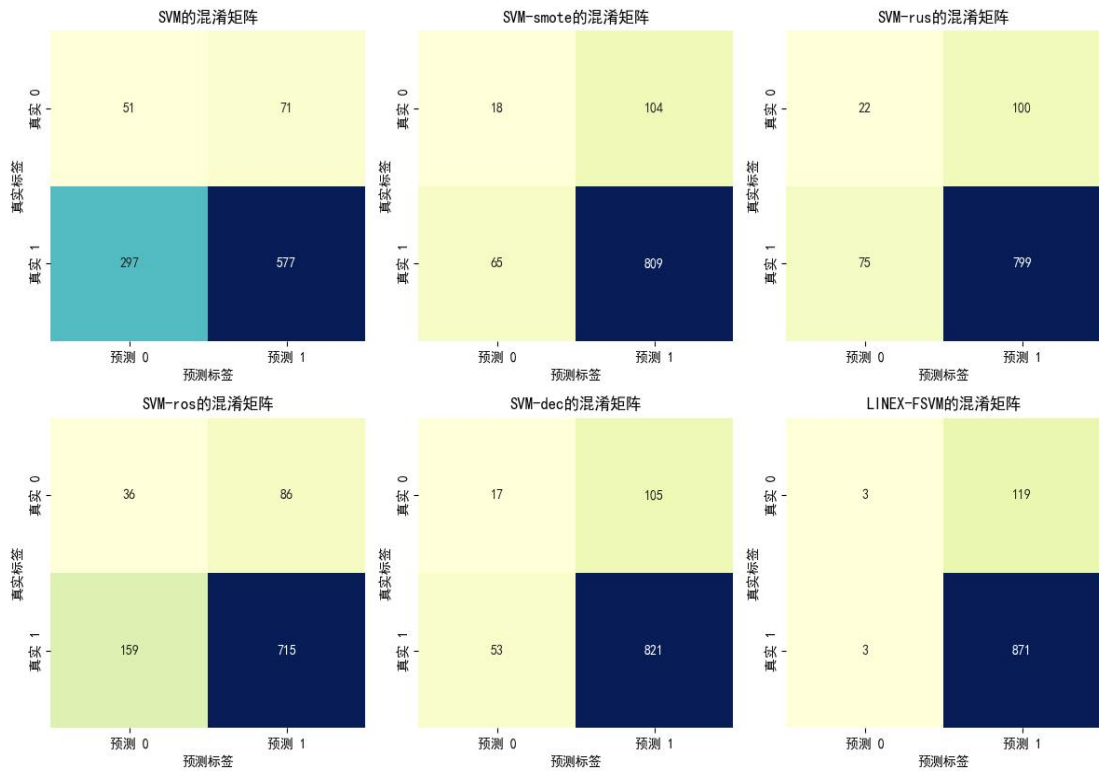 SVM的混淆矩阵
真实 0
真实 1
真实标签
51
71
297
577
预测 0
预测 1
预测标签
SVM-smote的混淆矩阵
真实 0
真实 1
真实标签
18
104
65
809
预测 0
预测 1
预测标签
SVM-rus的混淆矩阵
真实 0
真实 1
真实标签
22
100
75
799
预测 0
预测 1
预测标签
SVM-ros的混淆矩阵
真实 0
真实 1
真实标签
36
86
159
715
预测 0
预测 1
预测标签
SVM-dec的混淆矩阵
真实 0
真实 1
真实标签
17
105
53
821
预测 0
预测 1
预测标签
LINEX-FSVM的混淆矩阵
真实 0
真实 1
真实标签
3
119
3
871
预测 0
预测 1
预测标签